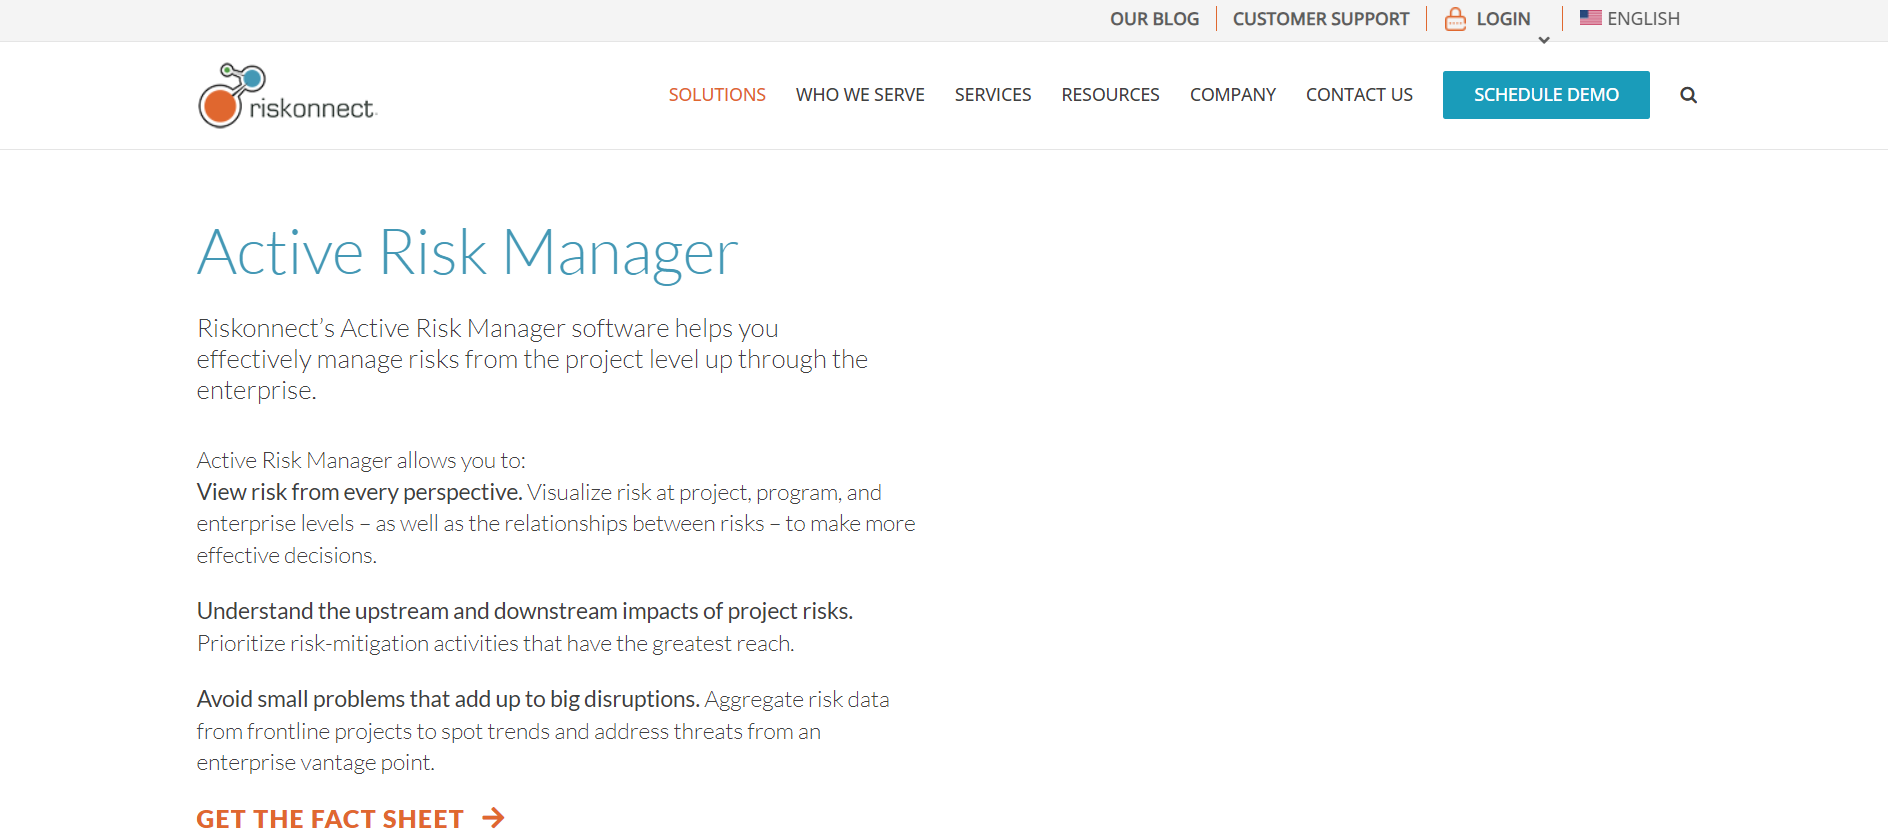 OUR BLOG
CUSTOMER SUPPORT
LOGIN
ENGLISH
riskonnect
SOLUTIONS
WHO WE SERVE
SERVICES
RESOURCES
COMPANY
CONTACT US
SCHEDULE DEMO
Active Risk Manager
Riskonnect’s Active Risk Manager software helps you
effectively manage risks from the project level up through the
enterprise.
Active Risk Manager allows you to:
View risk from every perspective. Visualize risk at project, program, and
enterprise levels – as well as the relationships between risks – to make more
effective decisions.
Understand the upstream and downstream impacts of project risks.
Prioritize risk-mitigation activities that have the greatest reach.
Avoid small problems that add up to big disruptions. Aggregate risk data
from frontline projects to spot trends and address threats from an
enterprise vantage point.
GET THE FACT SHEET